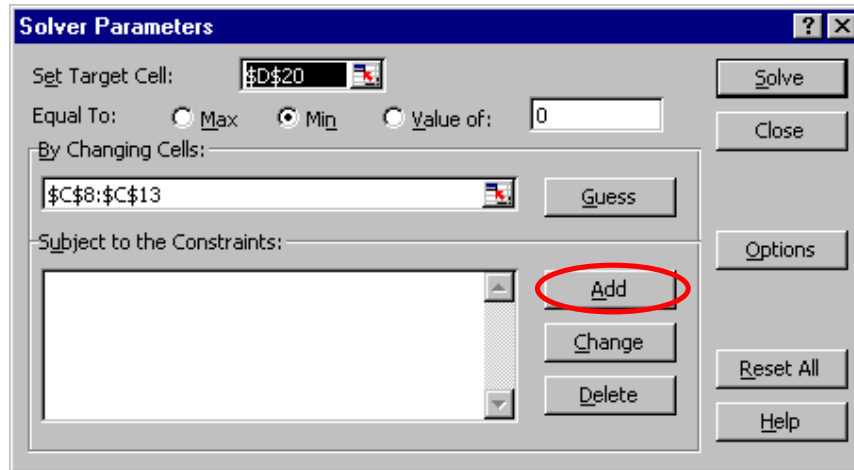 Solver Parameters ? X
Set Target Cell: $D$20 Solve
Equal To: Max Min Value of: 0
Close
By Changing Cells:
$C$8:$C$13 Guess
Subject to the Constraints:
Options
Add
Change
Reset All
Delete
Help